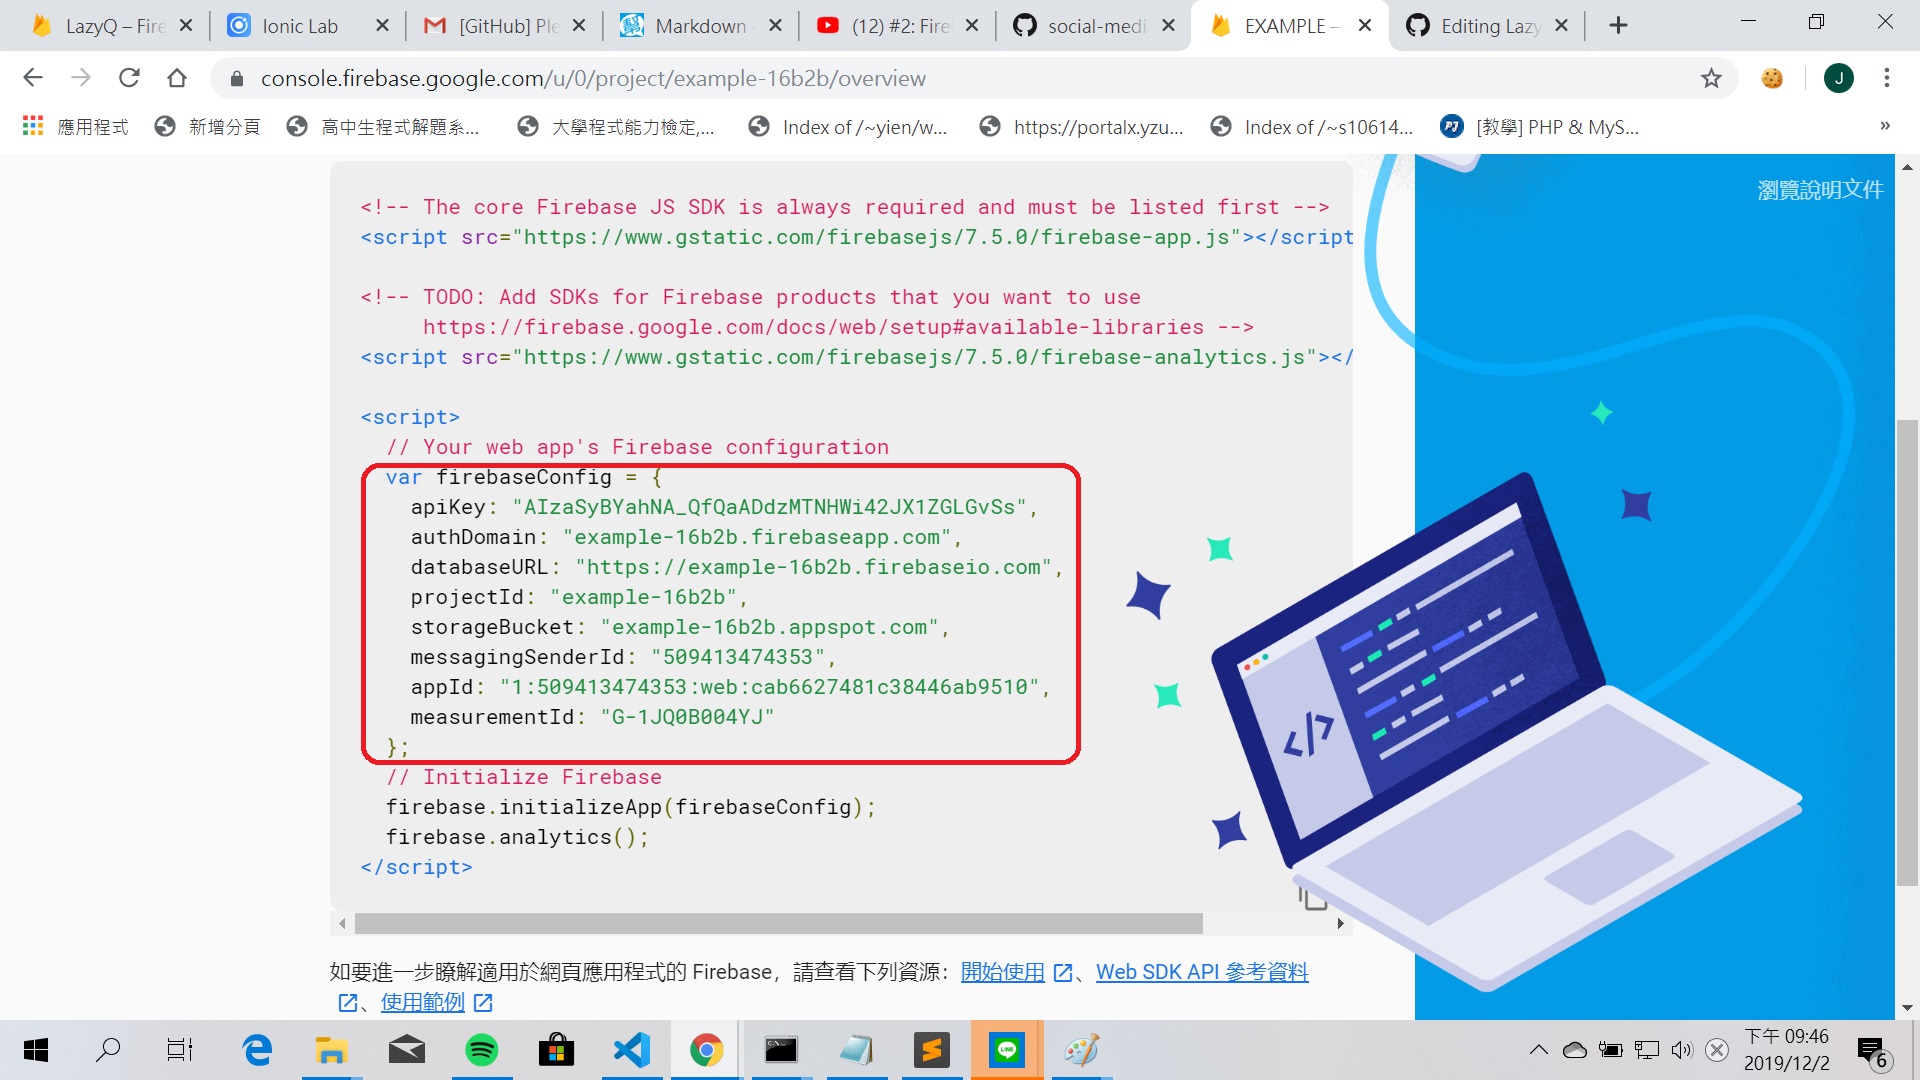 LazyQ – Fire
Ionic Lab
[GitHub] Ple
Markdown
(12) #2: Fire
social-medi
EXAMPLE –
Editing Lazy
console.firebase.google.com/u/0/project/example-16b2b/overview
J
應用程式
新增分頁
高中生程式解題系...
大學程式能力檢定,...
Index of /~yien/w...
https://portalx.yzu...
Index of /~s10614...
[教學] PHP & MyS...
»
瀏覽說明文件
<!-- The core Firebase JS SDK is always required and must be listed first -->
<script src="https://www.gstatic.com/firebasejs/7.5.0/firebase-app.js"></script
<!-- TODO: Add SDKs for Firebase products that you want to use
https://firebase.google.com/docs/web/setup#available-libraries -->
<script src="https://www.gstatic.com/firebasejs/7.5.0/firebase-analytics.js"></
<script>
// Your web app's Firebase configuration
var firebaseConfig = {
apiKey: "AIzaSyBYahNA_QfQaADdzMTNHWi42JX1ZGLGvSs",
authDomain: "example-16b2b.firebaseapp.com",
databaseURL: "https://example-16b2b.firebaseio.com",
projectId: "example-16b2b",
storageBucket: "example-16b2b.appspot.com",
messagingSenderId: "509413474353",
appId: "1:509413474353:web:cab6627481c38446ab9510",
measurementId: "G-1JQ0B004YJ"
};
// Initialize Firebase
firebase.initializeApp(firebaseConfig);
firebase.analytics();
</script>
</>
如要進一步瞭解適用於網頁應用程式的 Firebase，請查看下列資源：開始使用、Web SDK API 參考資料
、使用範例
下午 09:46
2019/12/2
6